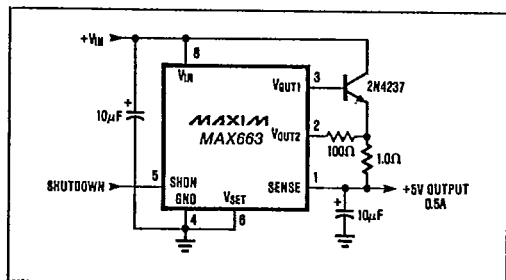 +VIN
8
VIN
VOUT1
3
2N4237
10µF
+
MAXIM
MAX663
VOUT2
2
100Ω
1.0Ω
5
SHUTDOWN
SHDN
GND
VSET
SENSE
1
+5V OUTPUT
0.5A
4
6
+
10µF